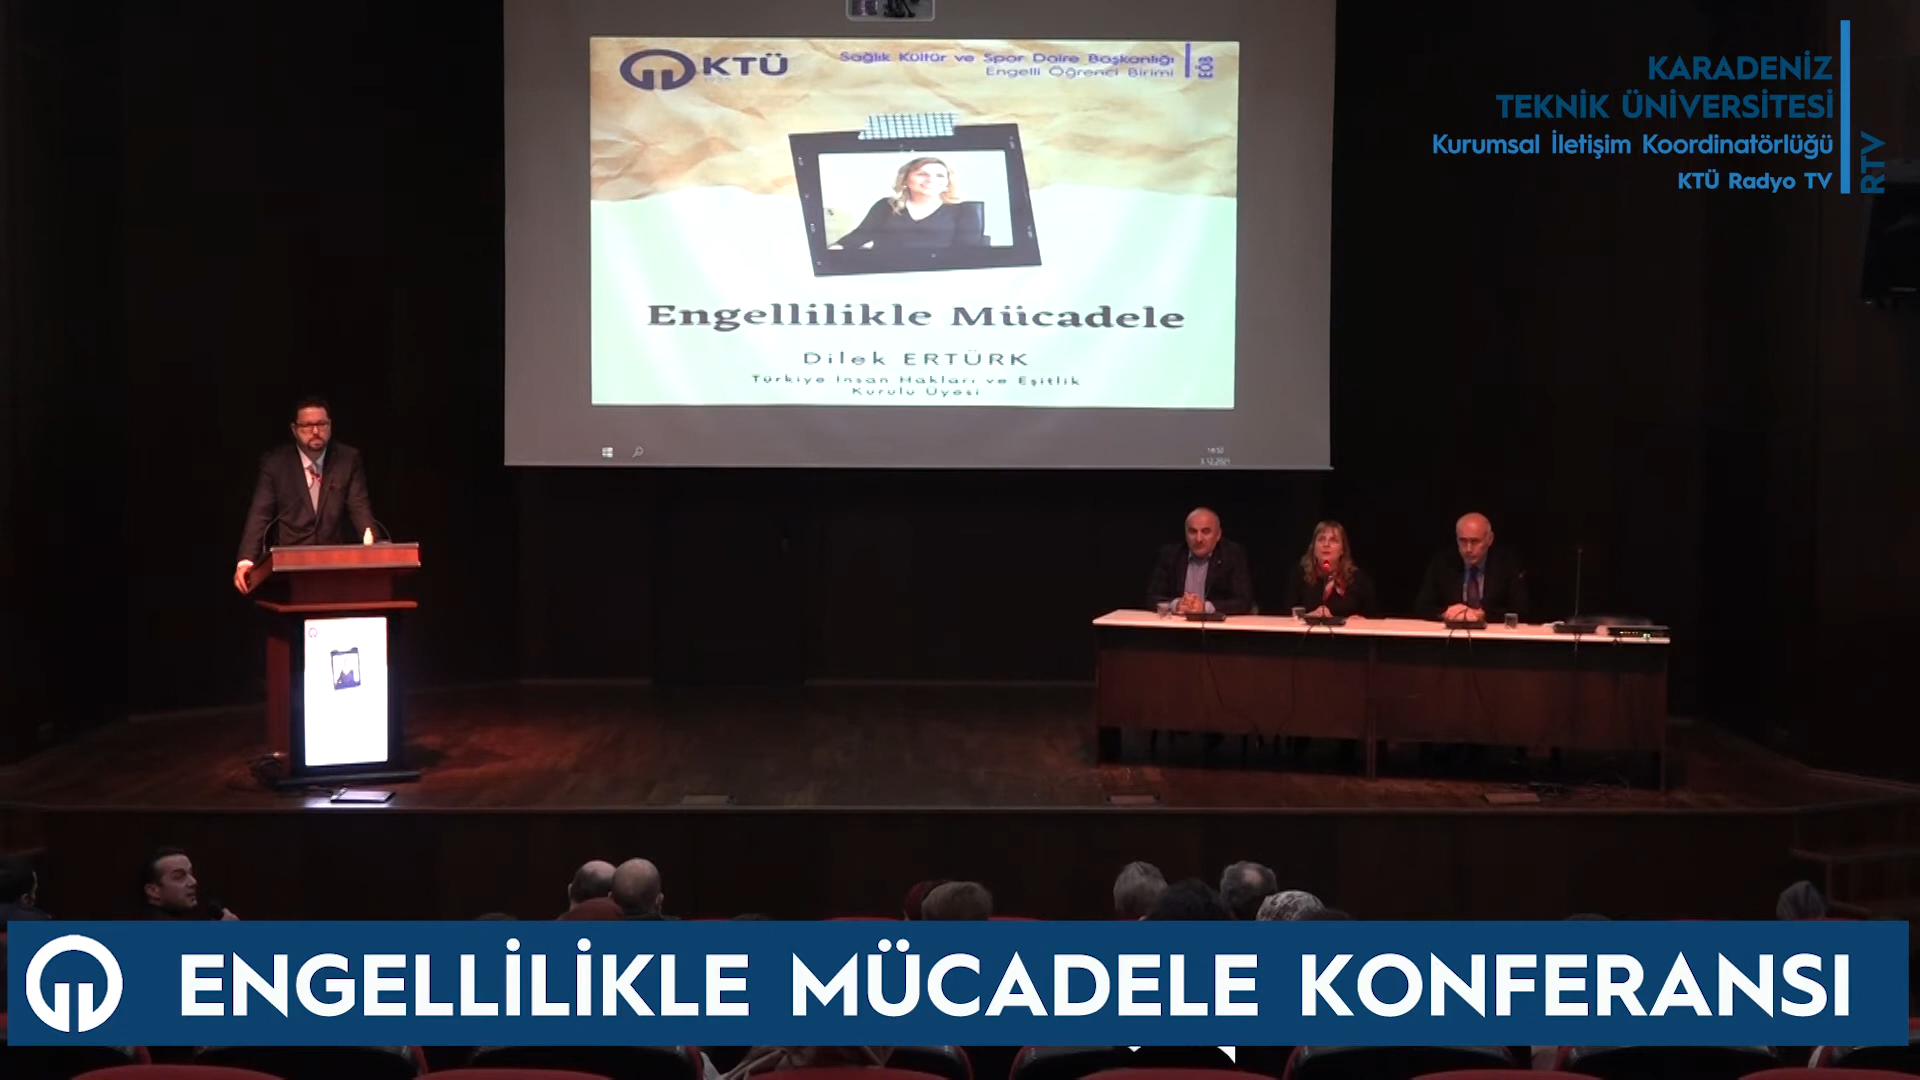 KTÜ
Sağlık Kültür ve Spor Daire Başkanlığı
Engelli Öğrenci Birimi
EÖB
Engellilikle Mücadele
Dilek ERTÜRK
Türkiye İnsan Hakları ve Eşitlik
Kurulu Üyesi
KARADENİZ
TEKNİK ÜNİVERSİTESİ
Kurumsal İletişim Koordinatörlüğü
KTÜ Radyo TV
RTV
ENGELLİLİKLE MÜCADELE KONFERANSI